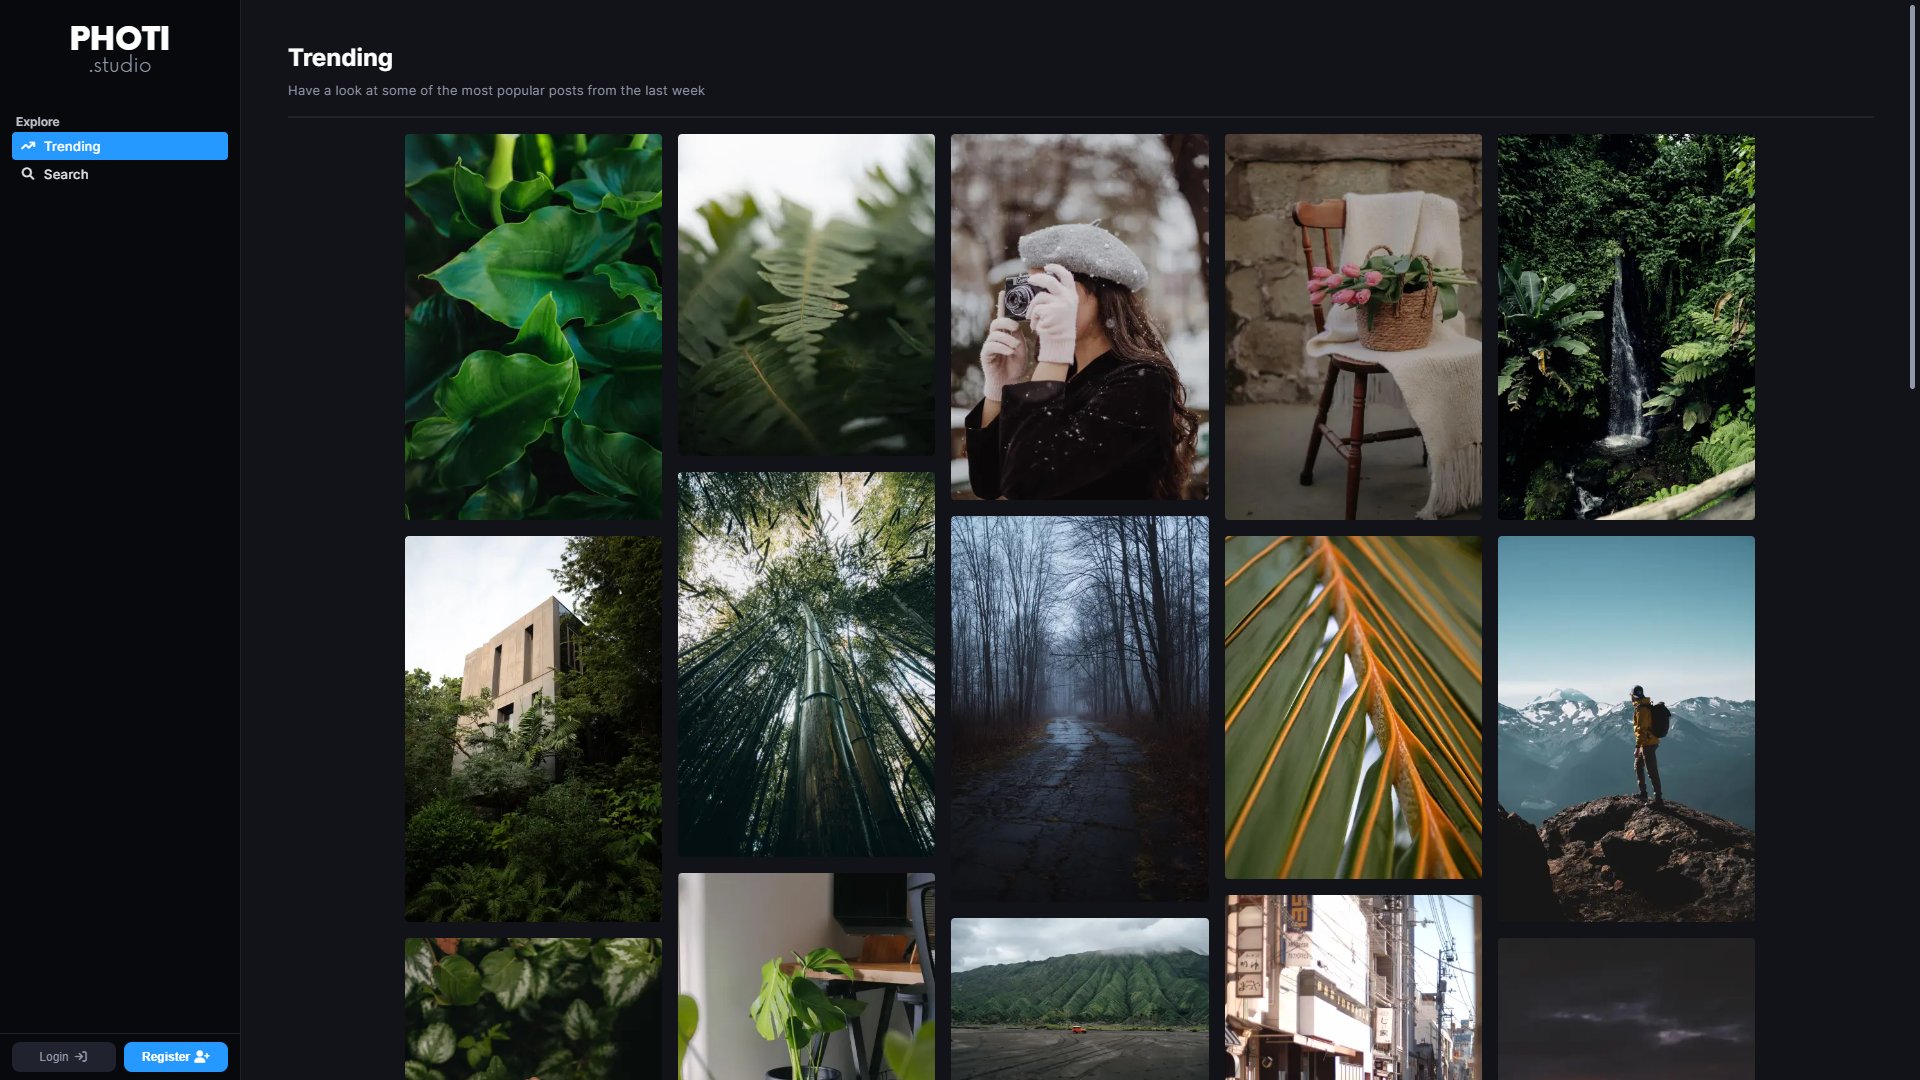 PHOTI
.studio
Explore
Trending
Search
Login
Register
Trending
Have a look at some of the most popular posts from the last week